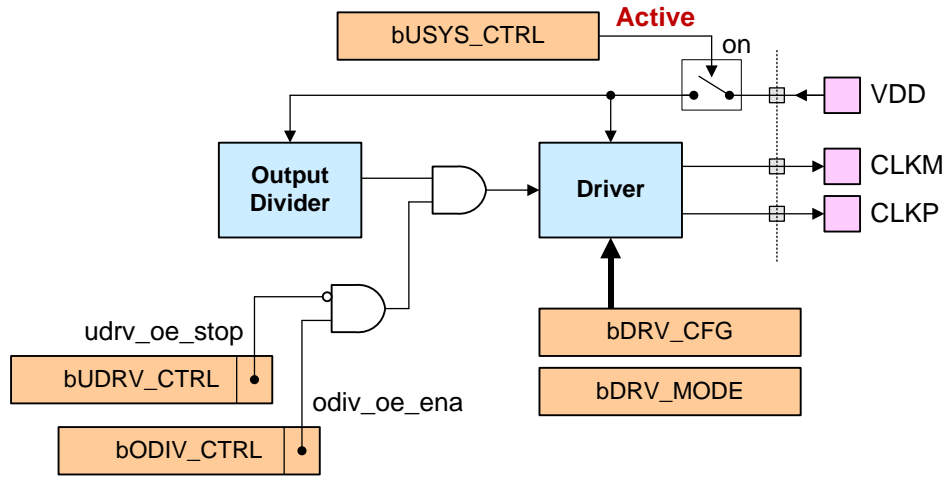 Active
bUSYS_CTRL
on
VDD
Output
Divider
Driver
CLKM
CLKP
udrv_oe_stop
bUDRV_CTRL
odiv_oe_ena
bODIV_CTRL
bDRV_CFG
bDRV_MODE